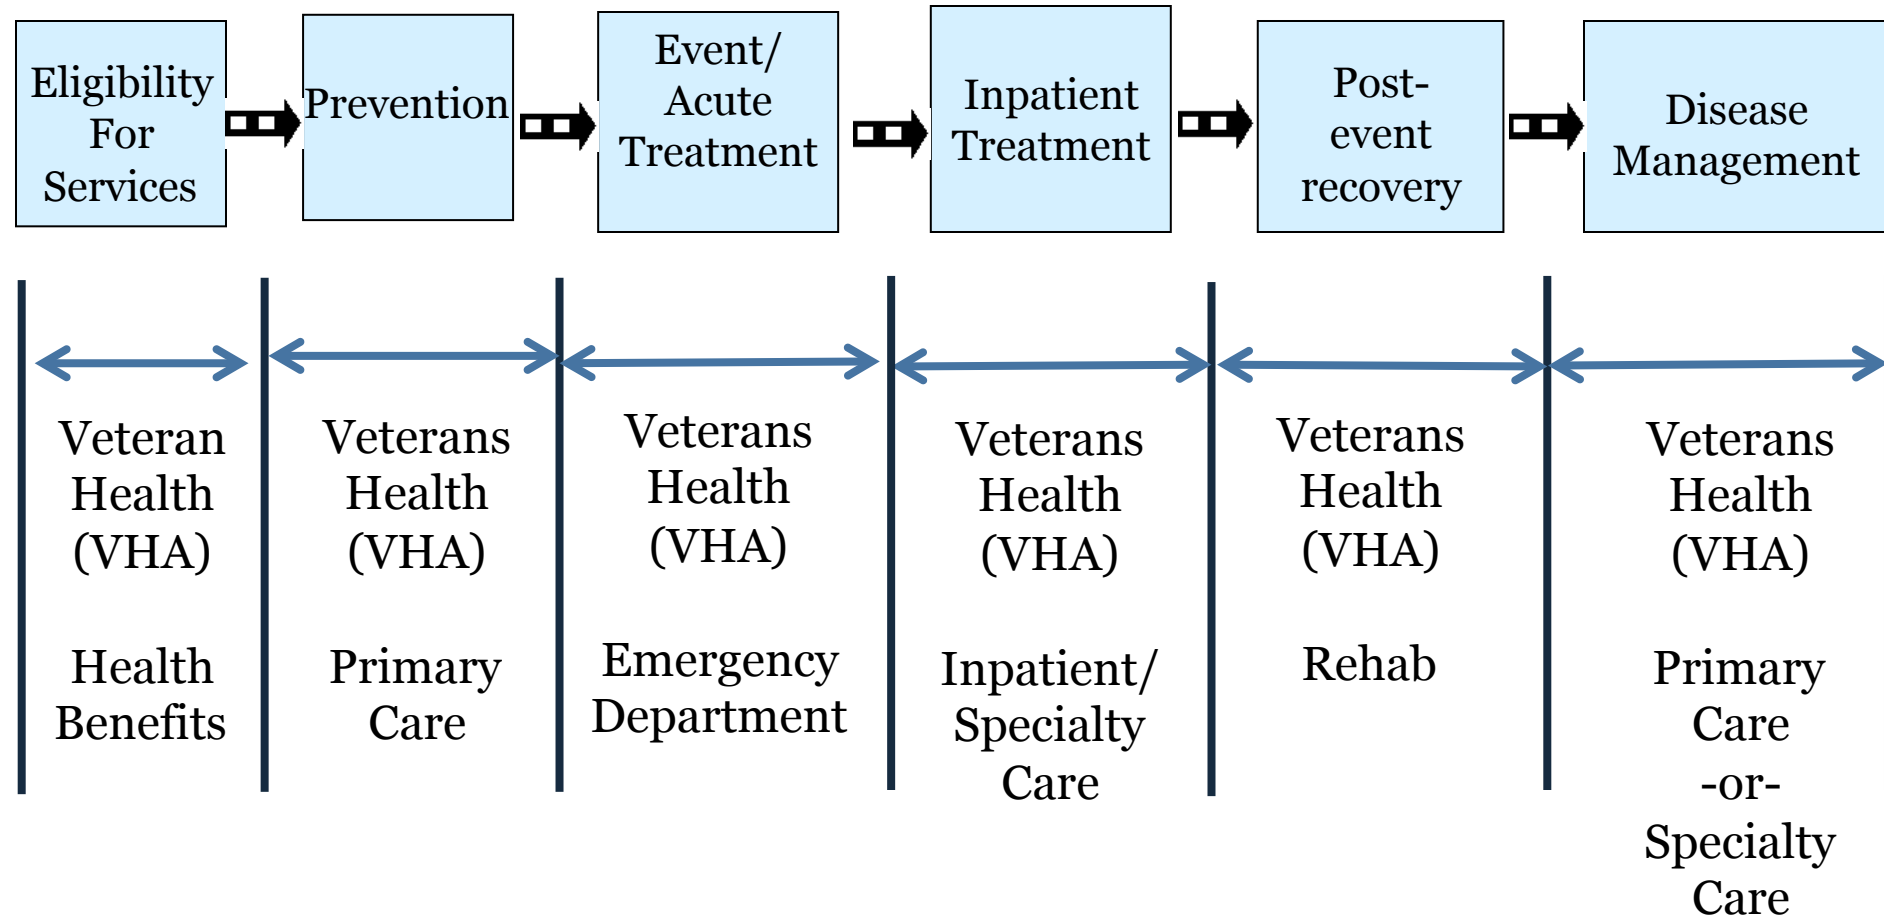 Eligibility
For
Services
Prevention
Event/
Acute
Treatment
Inpatient
Treatment
Post-
event
recovery
Disease
Management
Veteran
Health
(VHA)
Health
Benefits
Veterans
Health
(VHA)
Primary
Care
Veterans
Health
(VHA)
Emergency
Department
Veterans
Health
(VHA)
Inpatient/
Specialty
Care
Veterans
Health
(VHA)
Rehab
Veterans
Health
(VHA)
Primary
Care
-or-
Specialty
Care